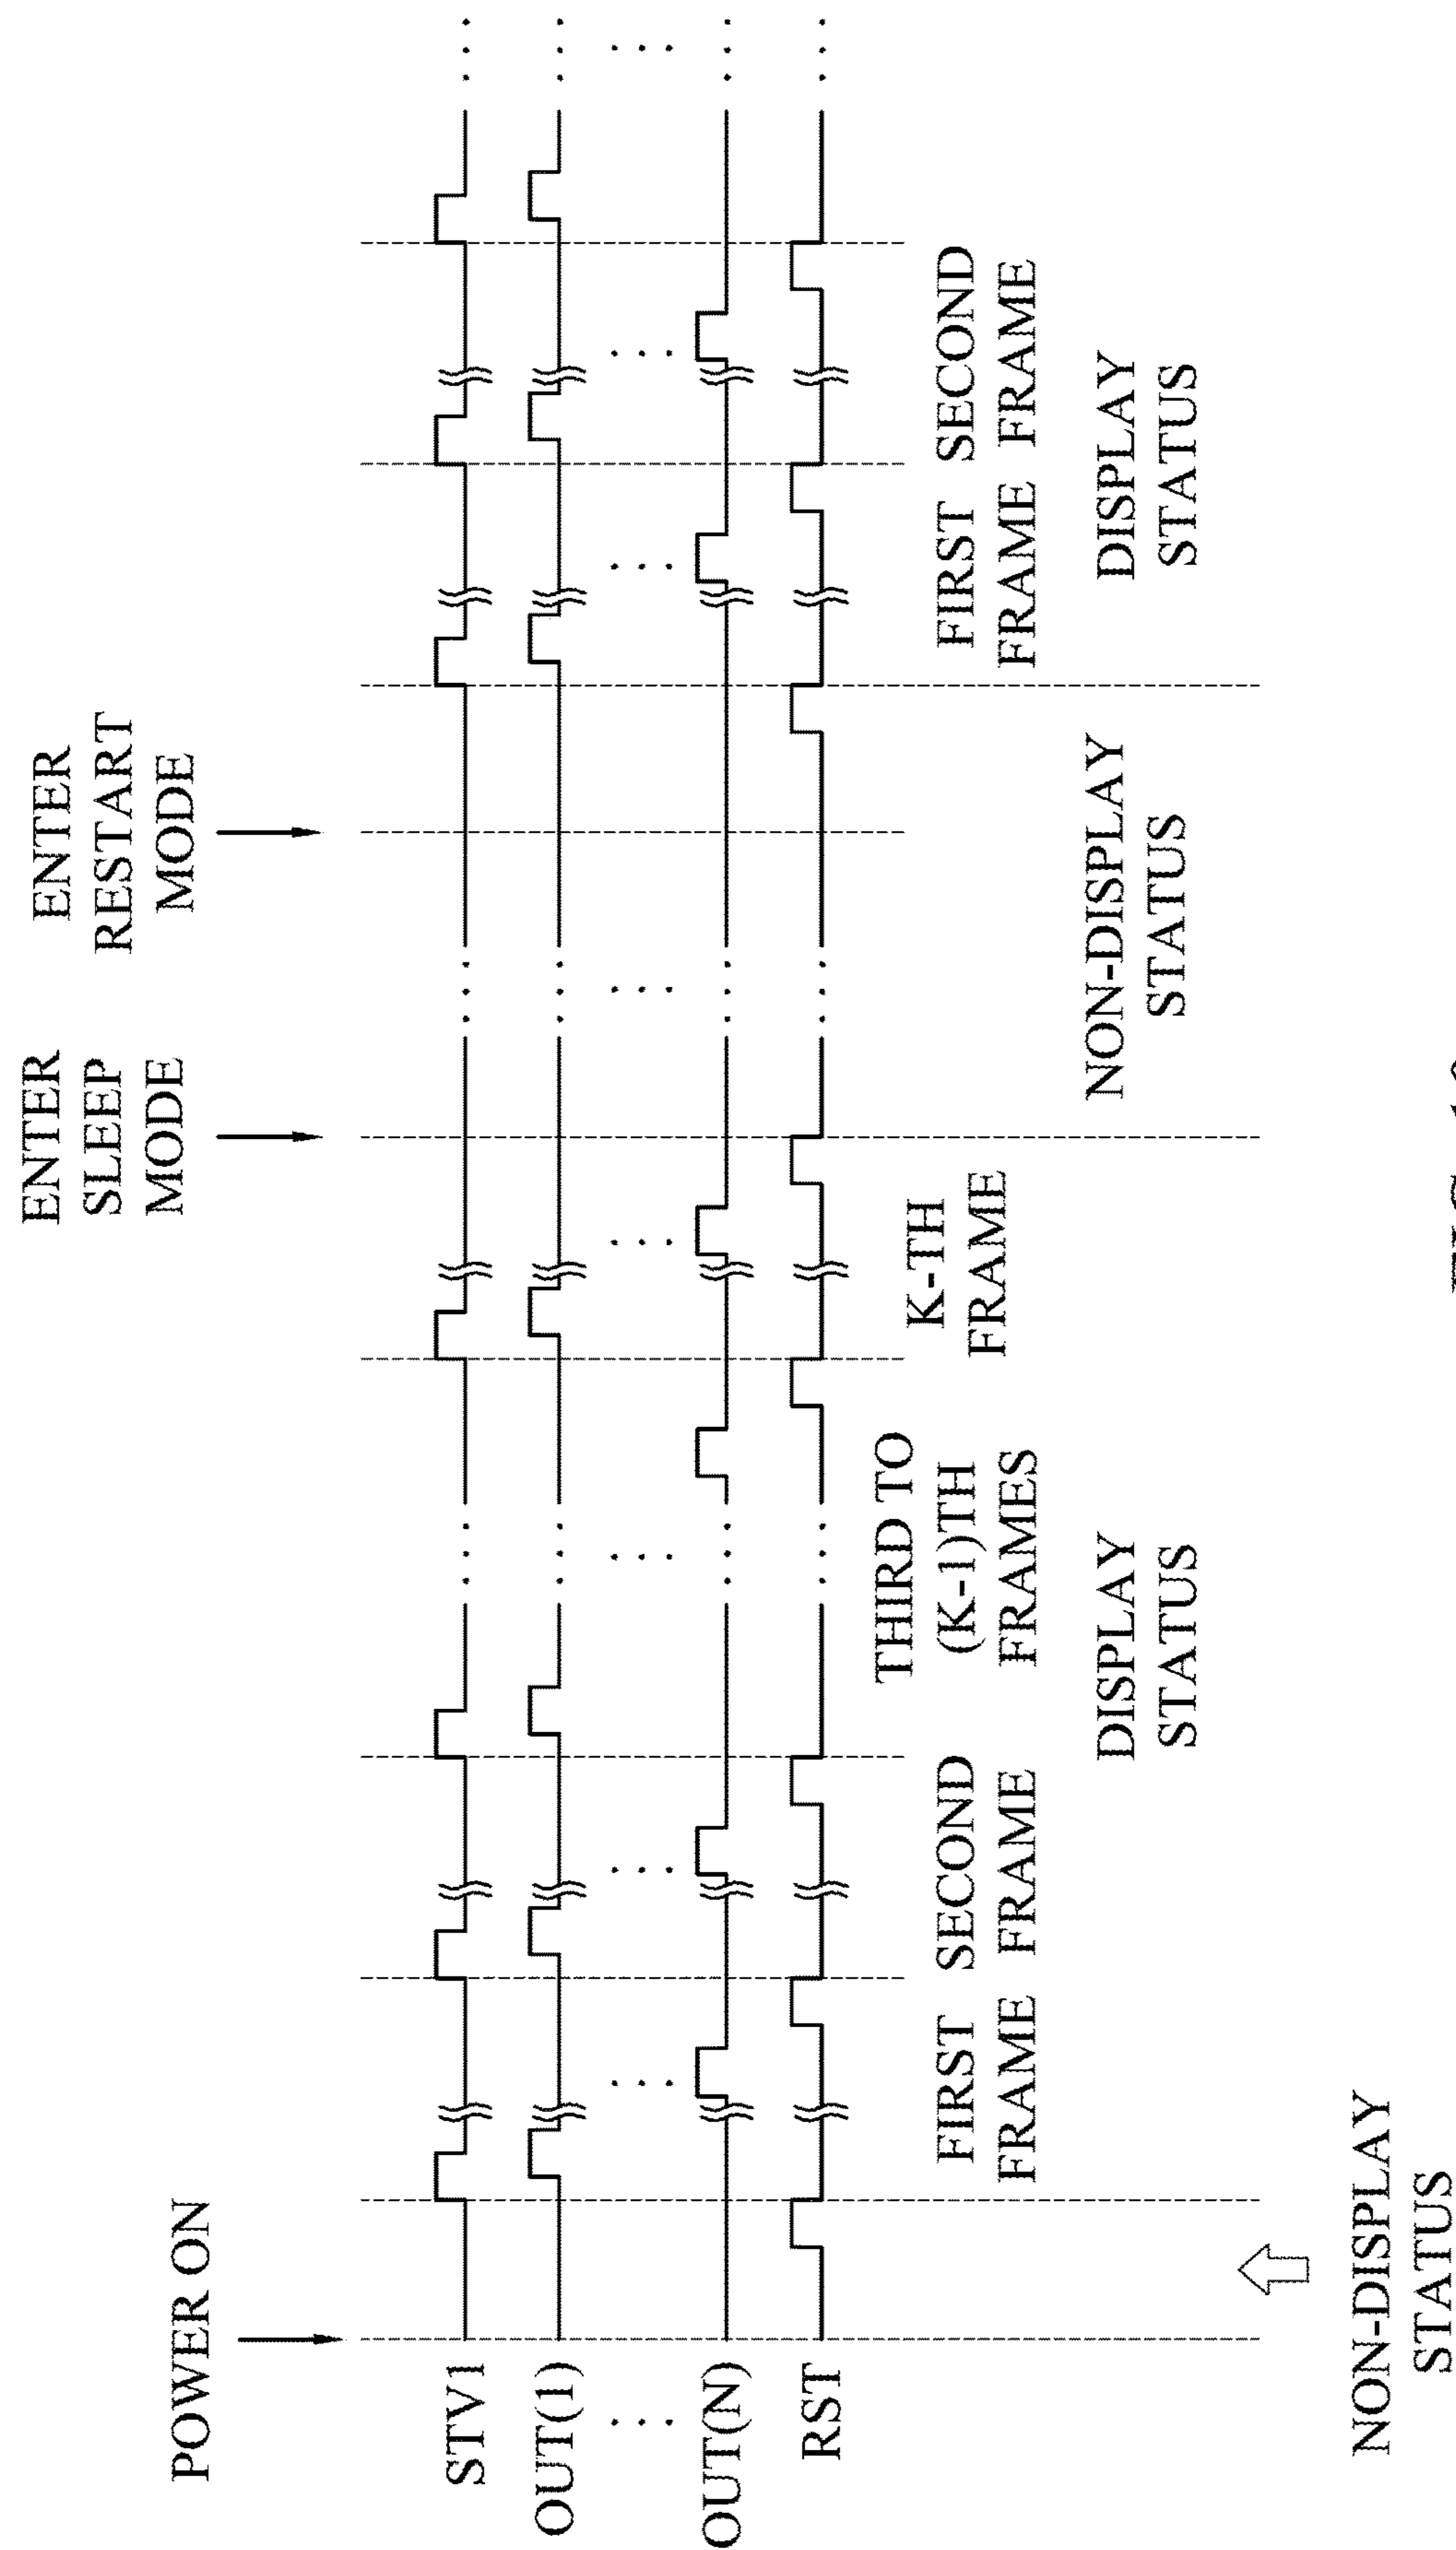 POWER ON
ENTER
SLEEP
MODE
ENTER
RESTART
MODE
STV1
OUT(1)
OUT(N)
RST
FIRST
FRAME
SECOND
FRAME
THIRD TO
(K-1)TH
FRAMES
K-TH
FRAME
FIRST
FRAME
SECOND
FRAME
NON-DISPLAY
STATUS
DISPLAY
STATUS
NON-DISPLAY
STATUS
DISPLAY
STATUS